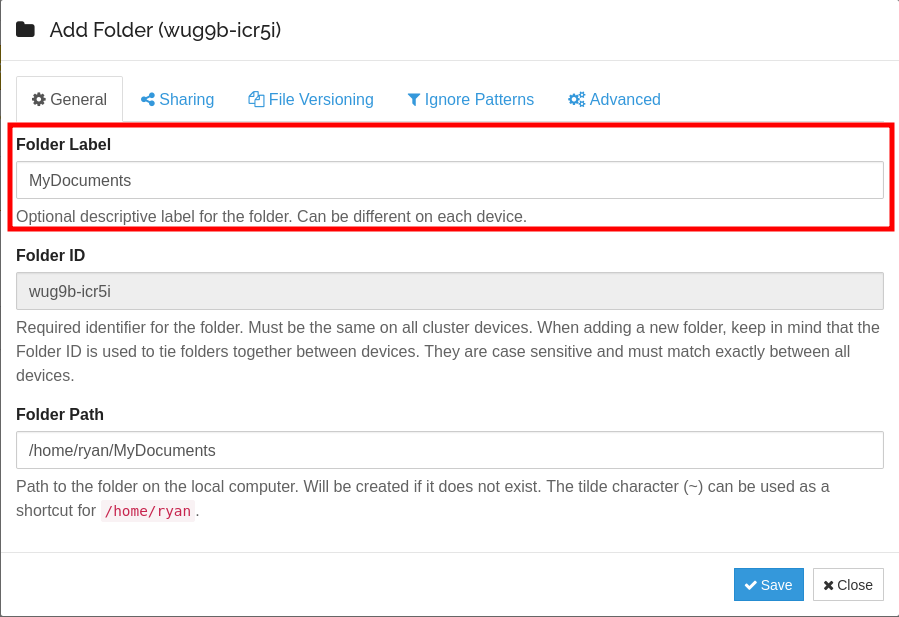 Add Folder (wug9b-icr5i)
General Sharing File Versioning Ignore Patterns Advanced
Folder Label
MyDocuments
Optional descriptive label for the folder. Can be different on each device.
Folder ID
wug9b-icr5i
Required identifier for the folder. Must be the same on all cluster devices. When adding a new folder, keep in mind that the
Folder ID is used to tie folders together between devices. They are case sensitive and must match exactly between all
devices.
Folder Path
/home/ryan/MyDocuments
Path to the folder on the local computer. Will be created if it does not exist. The tilde character (~) can be used as a
shortcut for /home/ryan .
Save Close